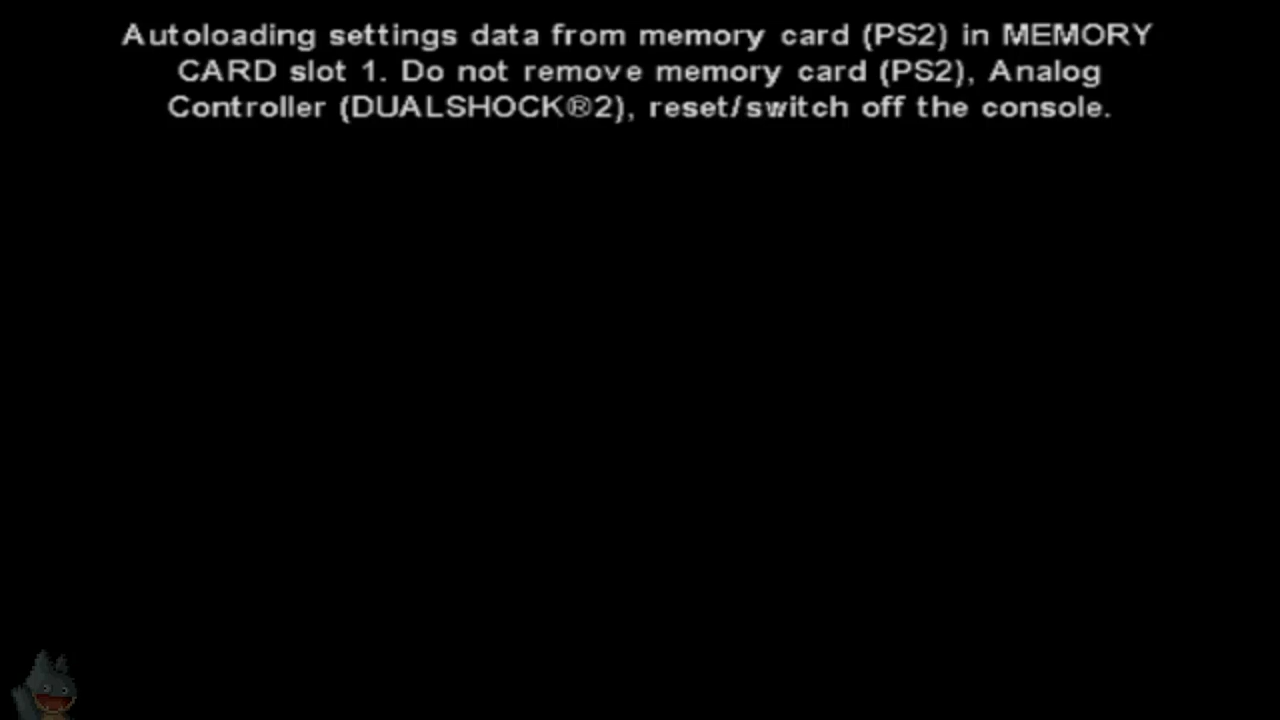 Autoloading settings data from memory card (PS2) in MEMORY
CARD slot 1. Do not remove memory card (PS2), Analog
Controller (DUALSHOCK®2), reset/switch off the console.